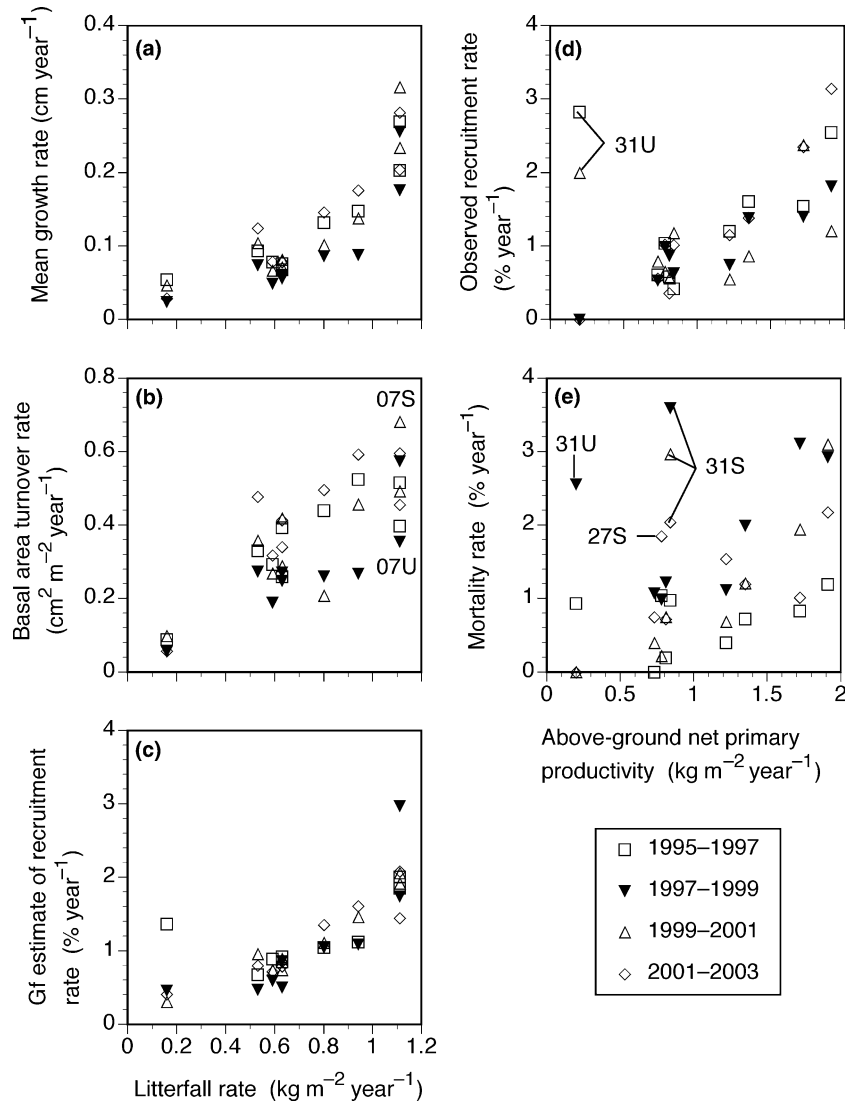 (a)
Mean growth rate (cm year−1)
0.4
0.3
0.2
0.1
0
(d)
Observed recruitment rate
(% year−1)
4
3
2
1
0
31U
(b)
Basal area turnover rate
(cm2 m−2 year−1)
0.8
0.6
0.4
0.2
0
07S
07U
(e)
Mortality rate (% year−1)
4
3
2
1
0
31U
31S
27S
0 0.5 1 1.5 2
Above-ground net primary
productivity (kg m−2 year−1)
(c)
Gf estimate of recruitment
rate (% year−1)
4
3
2
1
0
0 0.2 0.4 0.6 0.8 1 1.2
Litterfall rate (kg m−2 year−1)
1995–1997
1997–1999
1999–2001
2001–2003